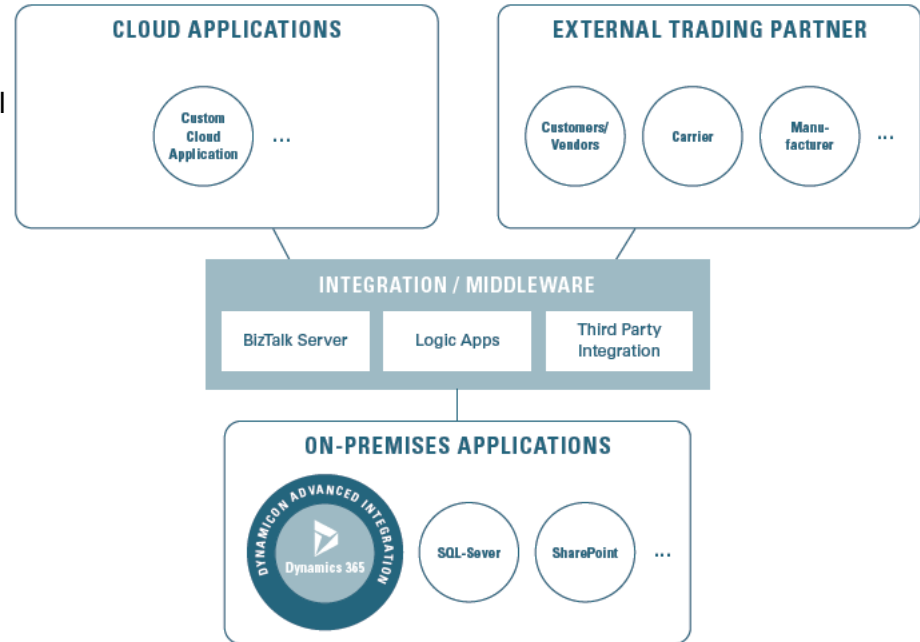 CLOUD APPLICATIONS
Custom
Cloud
Application
...
EXTERNAL TRADING PARTNER
Customers/
Vendors
Carrier
Manu-
facturer
...
INTEGRATION / MIDDLEWARE
BizTalk Server
Logic Apps
Third Party
Integration
ON-PREMISES APPLICATIONS
DYNAMICON ADVANCED INTEGRATION
Dynamics 365
SQL-Sever
SharePoint
...